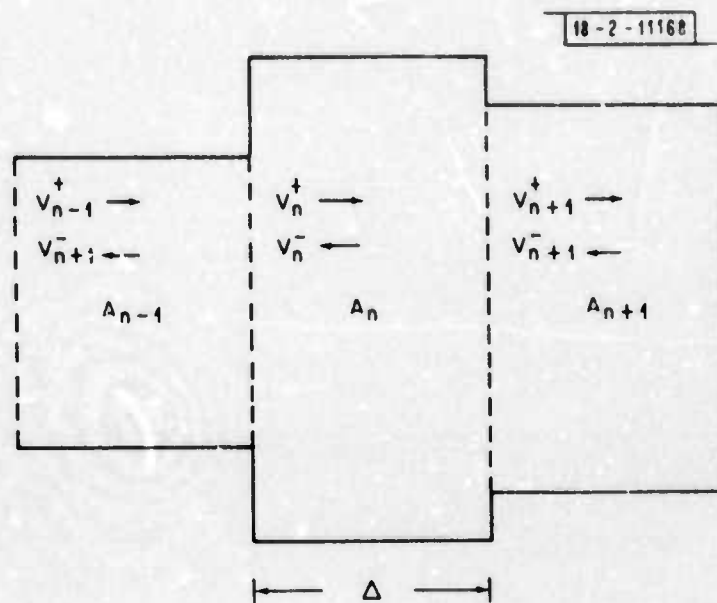 18-2-11168
V⁺ₙ₋₁ → V⁺ₙ → V⁺ₙ₊₁ →
V⁻ₙ₊₁ ← V⁻ₙ ← V⁻ₙ₊₁ ←
Aₙ₋₁ Aₙ Aₙ₊₁
Δ